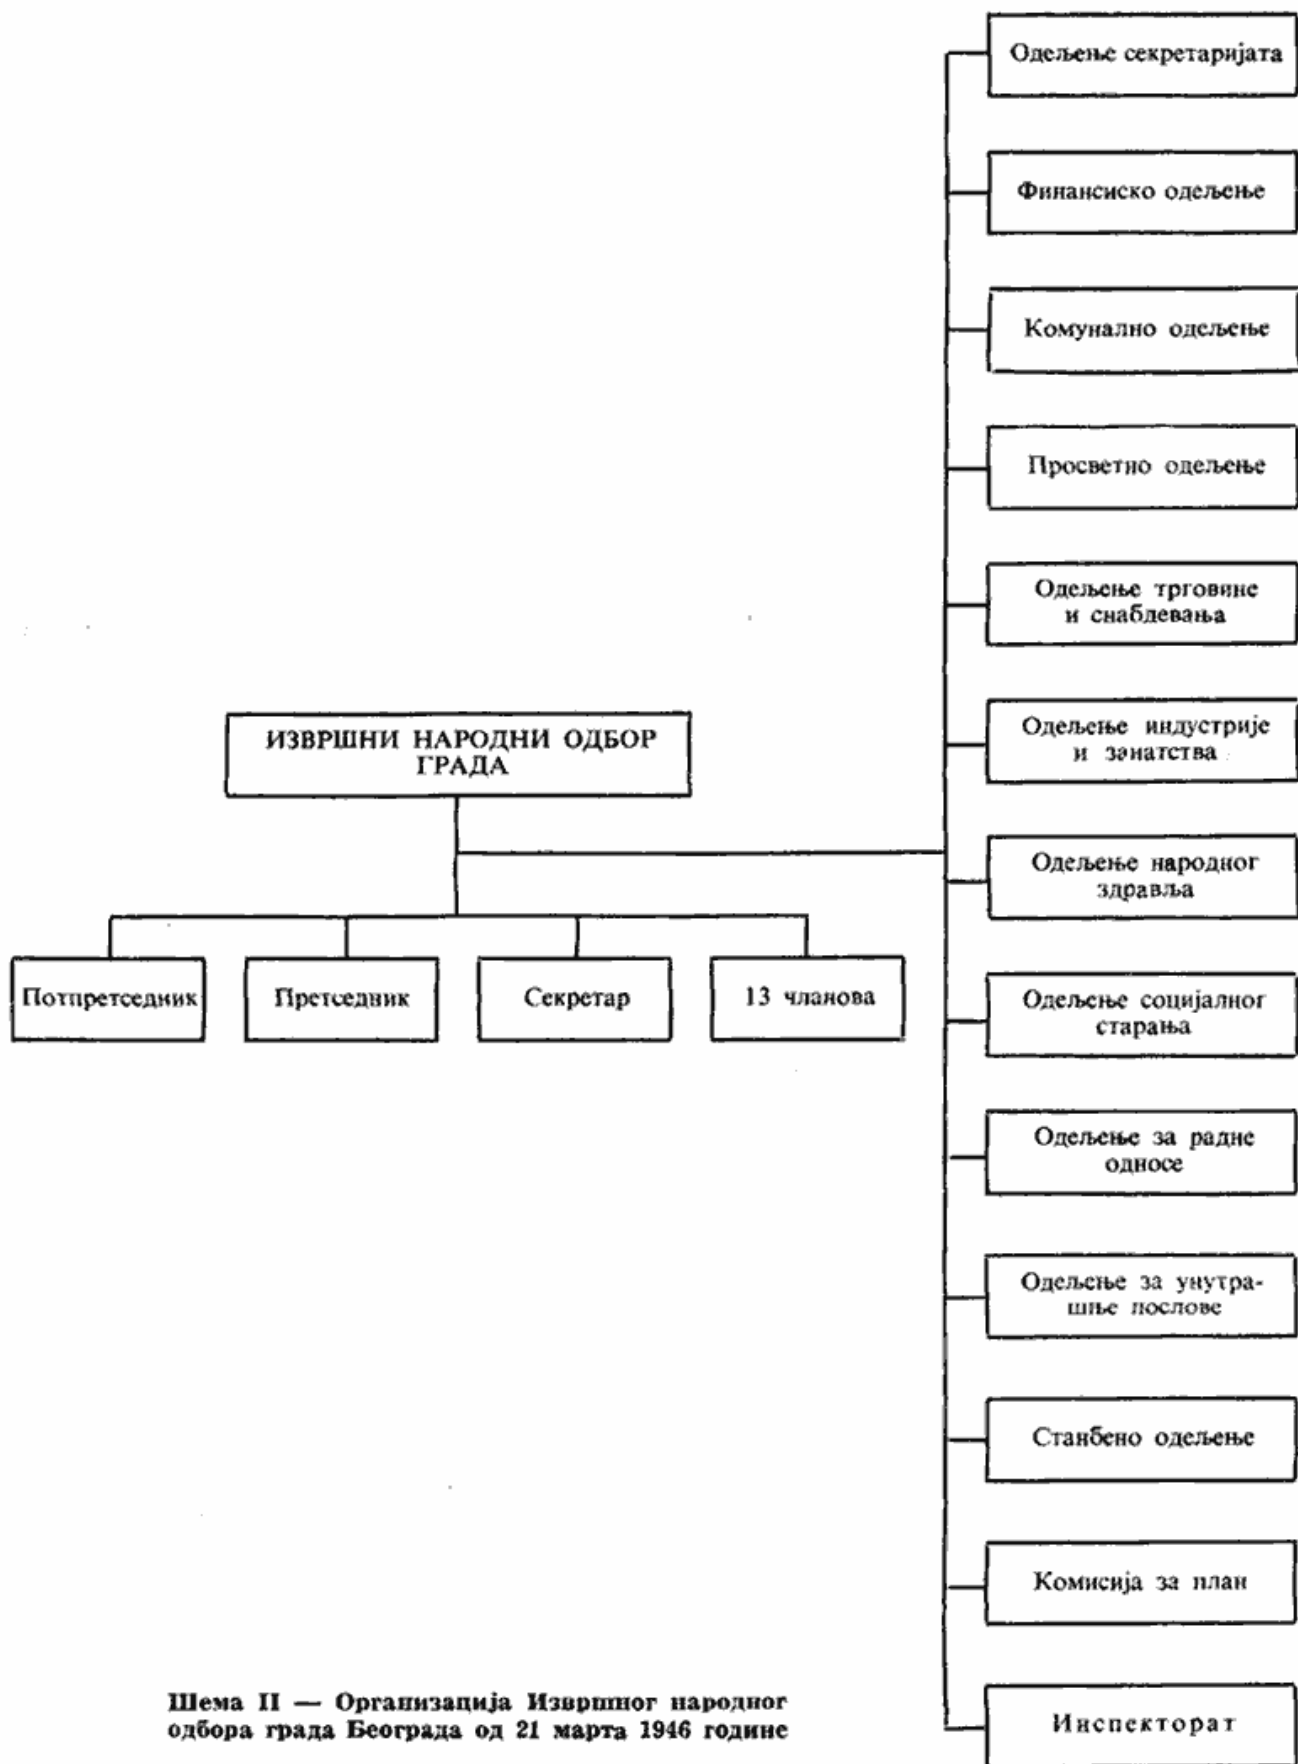 Одељење секретаријата
Финансиско одељење
Комунално одељење
Просветно одељење
Одељење трговине
и снабдевања
ИЗВРШНИ НАРОДНИ ОДБОР
ГРАДА
Одељење индустрије
и занатства
Одељење народног
здравља
Потпретседник
Претседник
Секретар
13 чланова
Одељење социјалног
старања
Одељење за радне
односе
Одељење за унутра-
шње послове
Станбено одељење
Комисија за план
Инспекторат
Шема II — Организација Извршног народног
одбора града Београда од 21 марта 1946 године